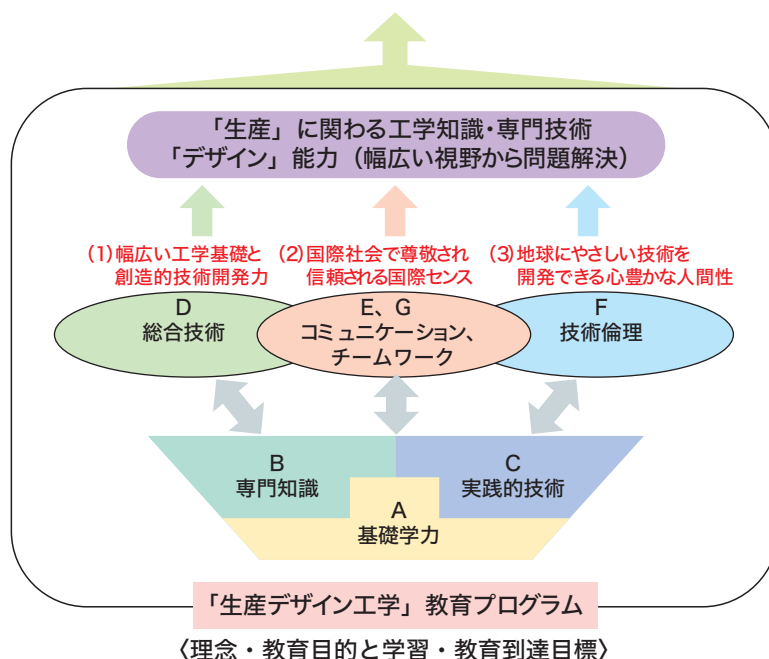 「生産」に関わる工学知識・専門技術
「デザイン」能力（幅広い視野から問題解決）
(1)幅広い工学基礎と
創造的技術開発力
(2)国際社会で尊敬され
信頼される国際センス
(3)地球にやさしい技術を
開発できる心豊かな人間性
D
総合技術
E、G
コミュニケーション、
チームワーク
F
技術倫理
B
専門知識
C
実践的技術
A
基礎学力
「生産デザイン工学」教育プログラム
〈理念・教育目的と学習・教育到達目標〉